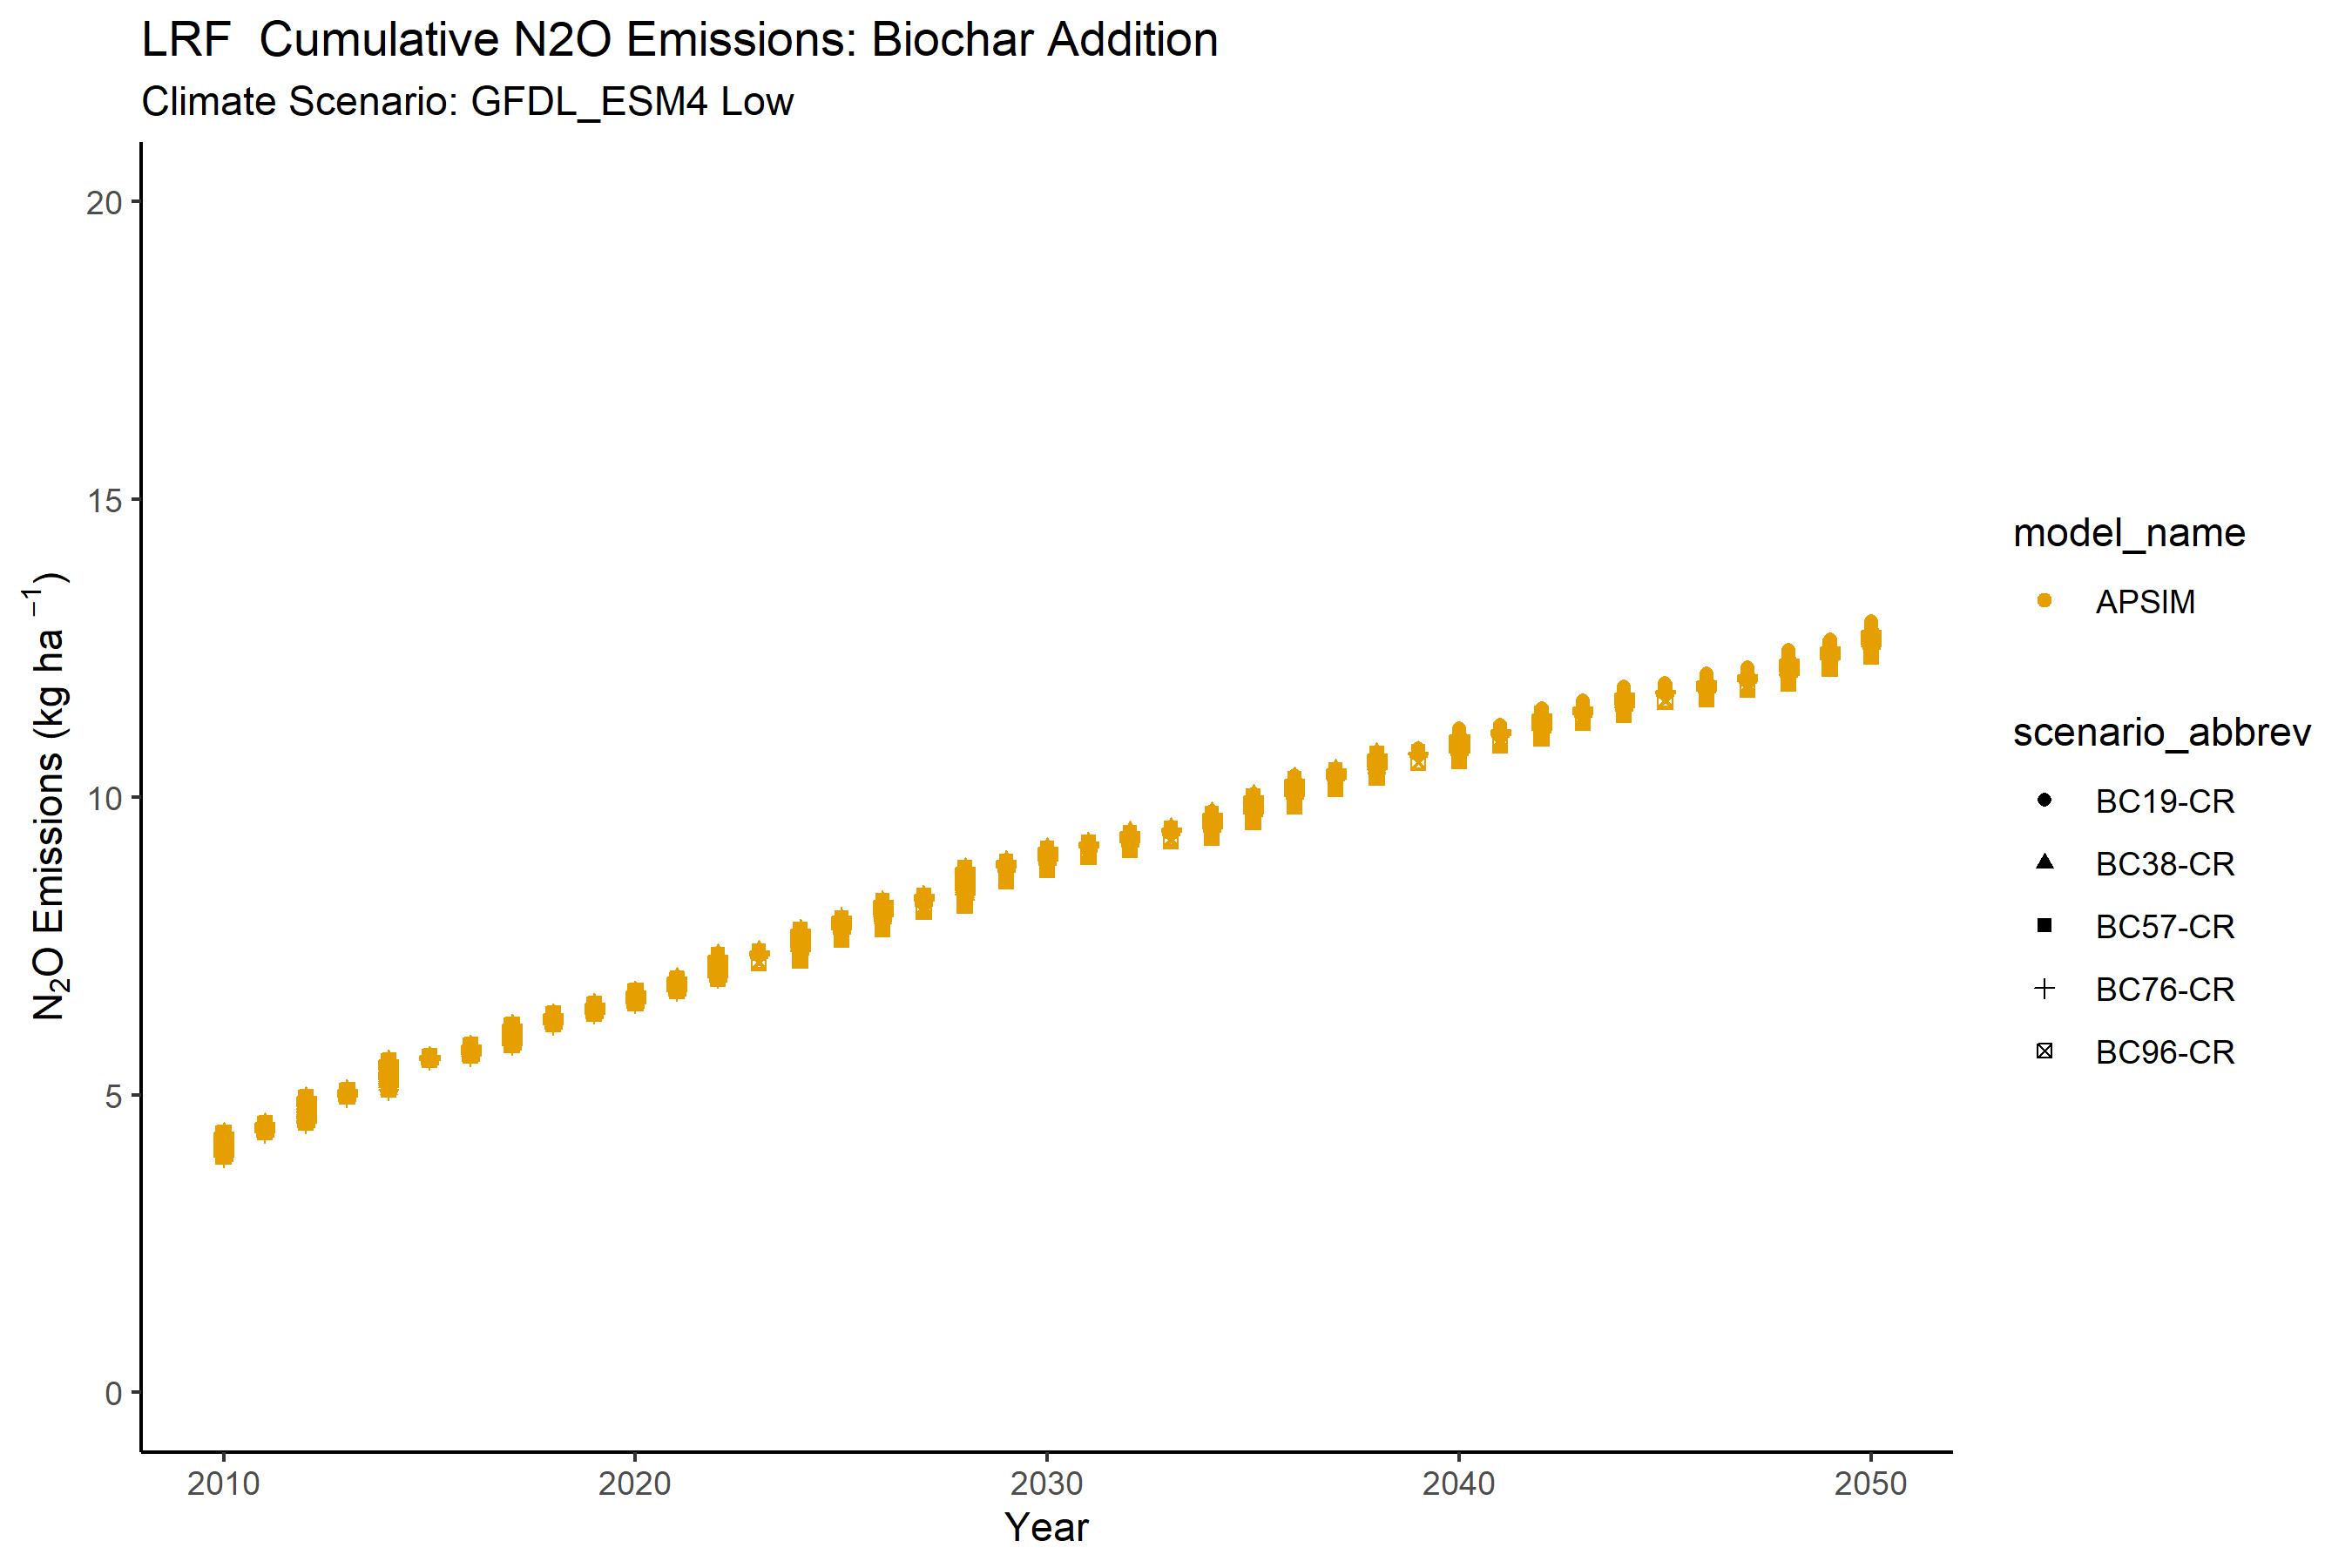 LRF  Cumulative N2O Emissions: Biochar Addition
Climate Scenario: GFDL_ESM4 Low
N₂O Emissions (kg ha ⁻¹)
20
15
10
5
0
2010
2020
2030
2040
2050
Year
model_name
APSIM
scenario_abbrev
BC19-CR
BC38-CR
BC57-CR
BC76-CR
BC96-CR